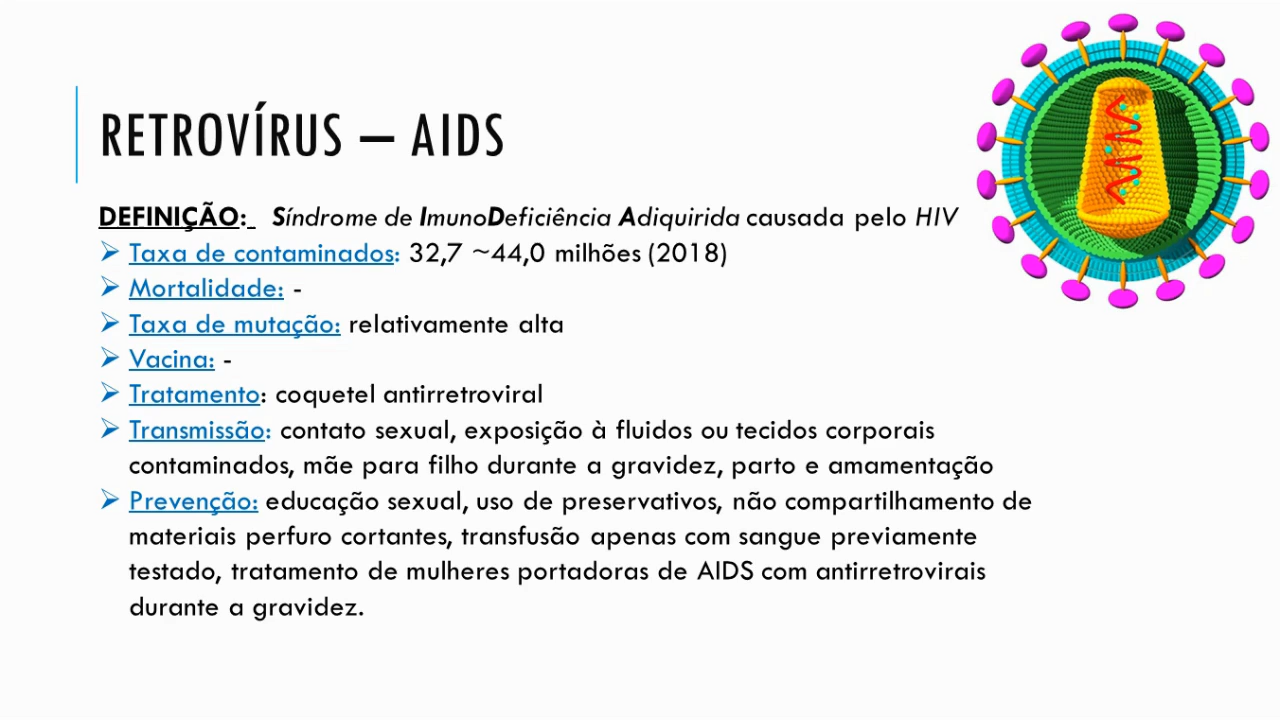 RETROVÍRUS – AIDS
DEFINIÇÃO: Síndrome de ImunoDeficiência Adiquirida causada pelo HIV
➢ Taxa de contaminados: 32,7 ~44,0 milhões (2018)
➢ Mortalidade: -
➢ Taxa de mutação: relativamente alta
➢ Vacina: -
➢ Tratamento: coquetel antirretroviral
➢ Transmissão: contato sexual, exposição à fluidos ou tecidos corporais
contaminados, mãe para filho durante a gravidez, parto e amamentação
➢ Prevenção: educação sexual, uso de preservativos, não compartilhamento de
materiais perfuro cortantes, transfusão apenas com sangue previamente
testado, tratamento de mulheres portadoras de AIDS com antirretrovirais
durante a gravidez.